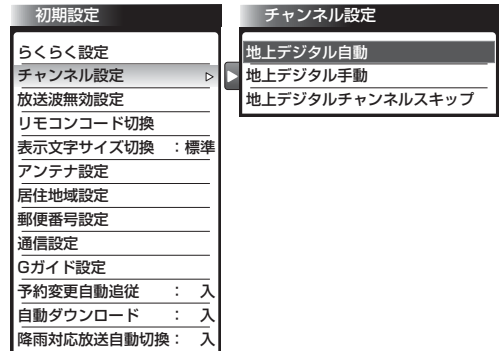 初期設定
らくらく設定
チャンネル設定
放送波無効設定
リモコンコード切換
表示文字サイズ切換 ：標準
アンテナ設定
居住地域設定
郵便番号設定
通信設定
Gガイド設定
予約変更自動追従 ： 入
自動ダウンロード ： 入
降雨対応放送自動切換： 入
チャンネル設定
地上デジタル自動
地上デジタル手動
地上デジタルチャンネルスキップ